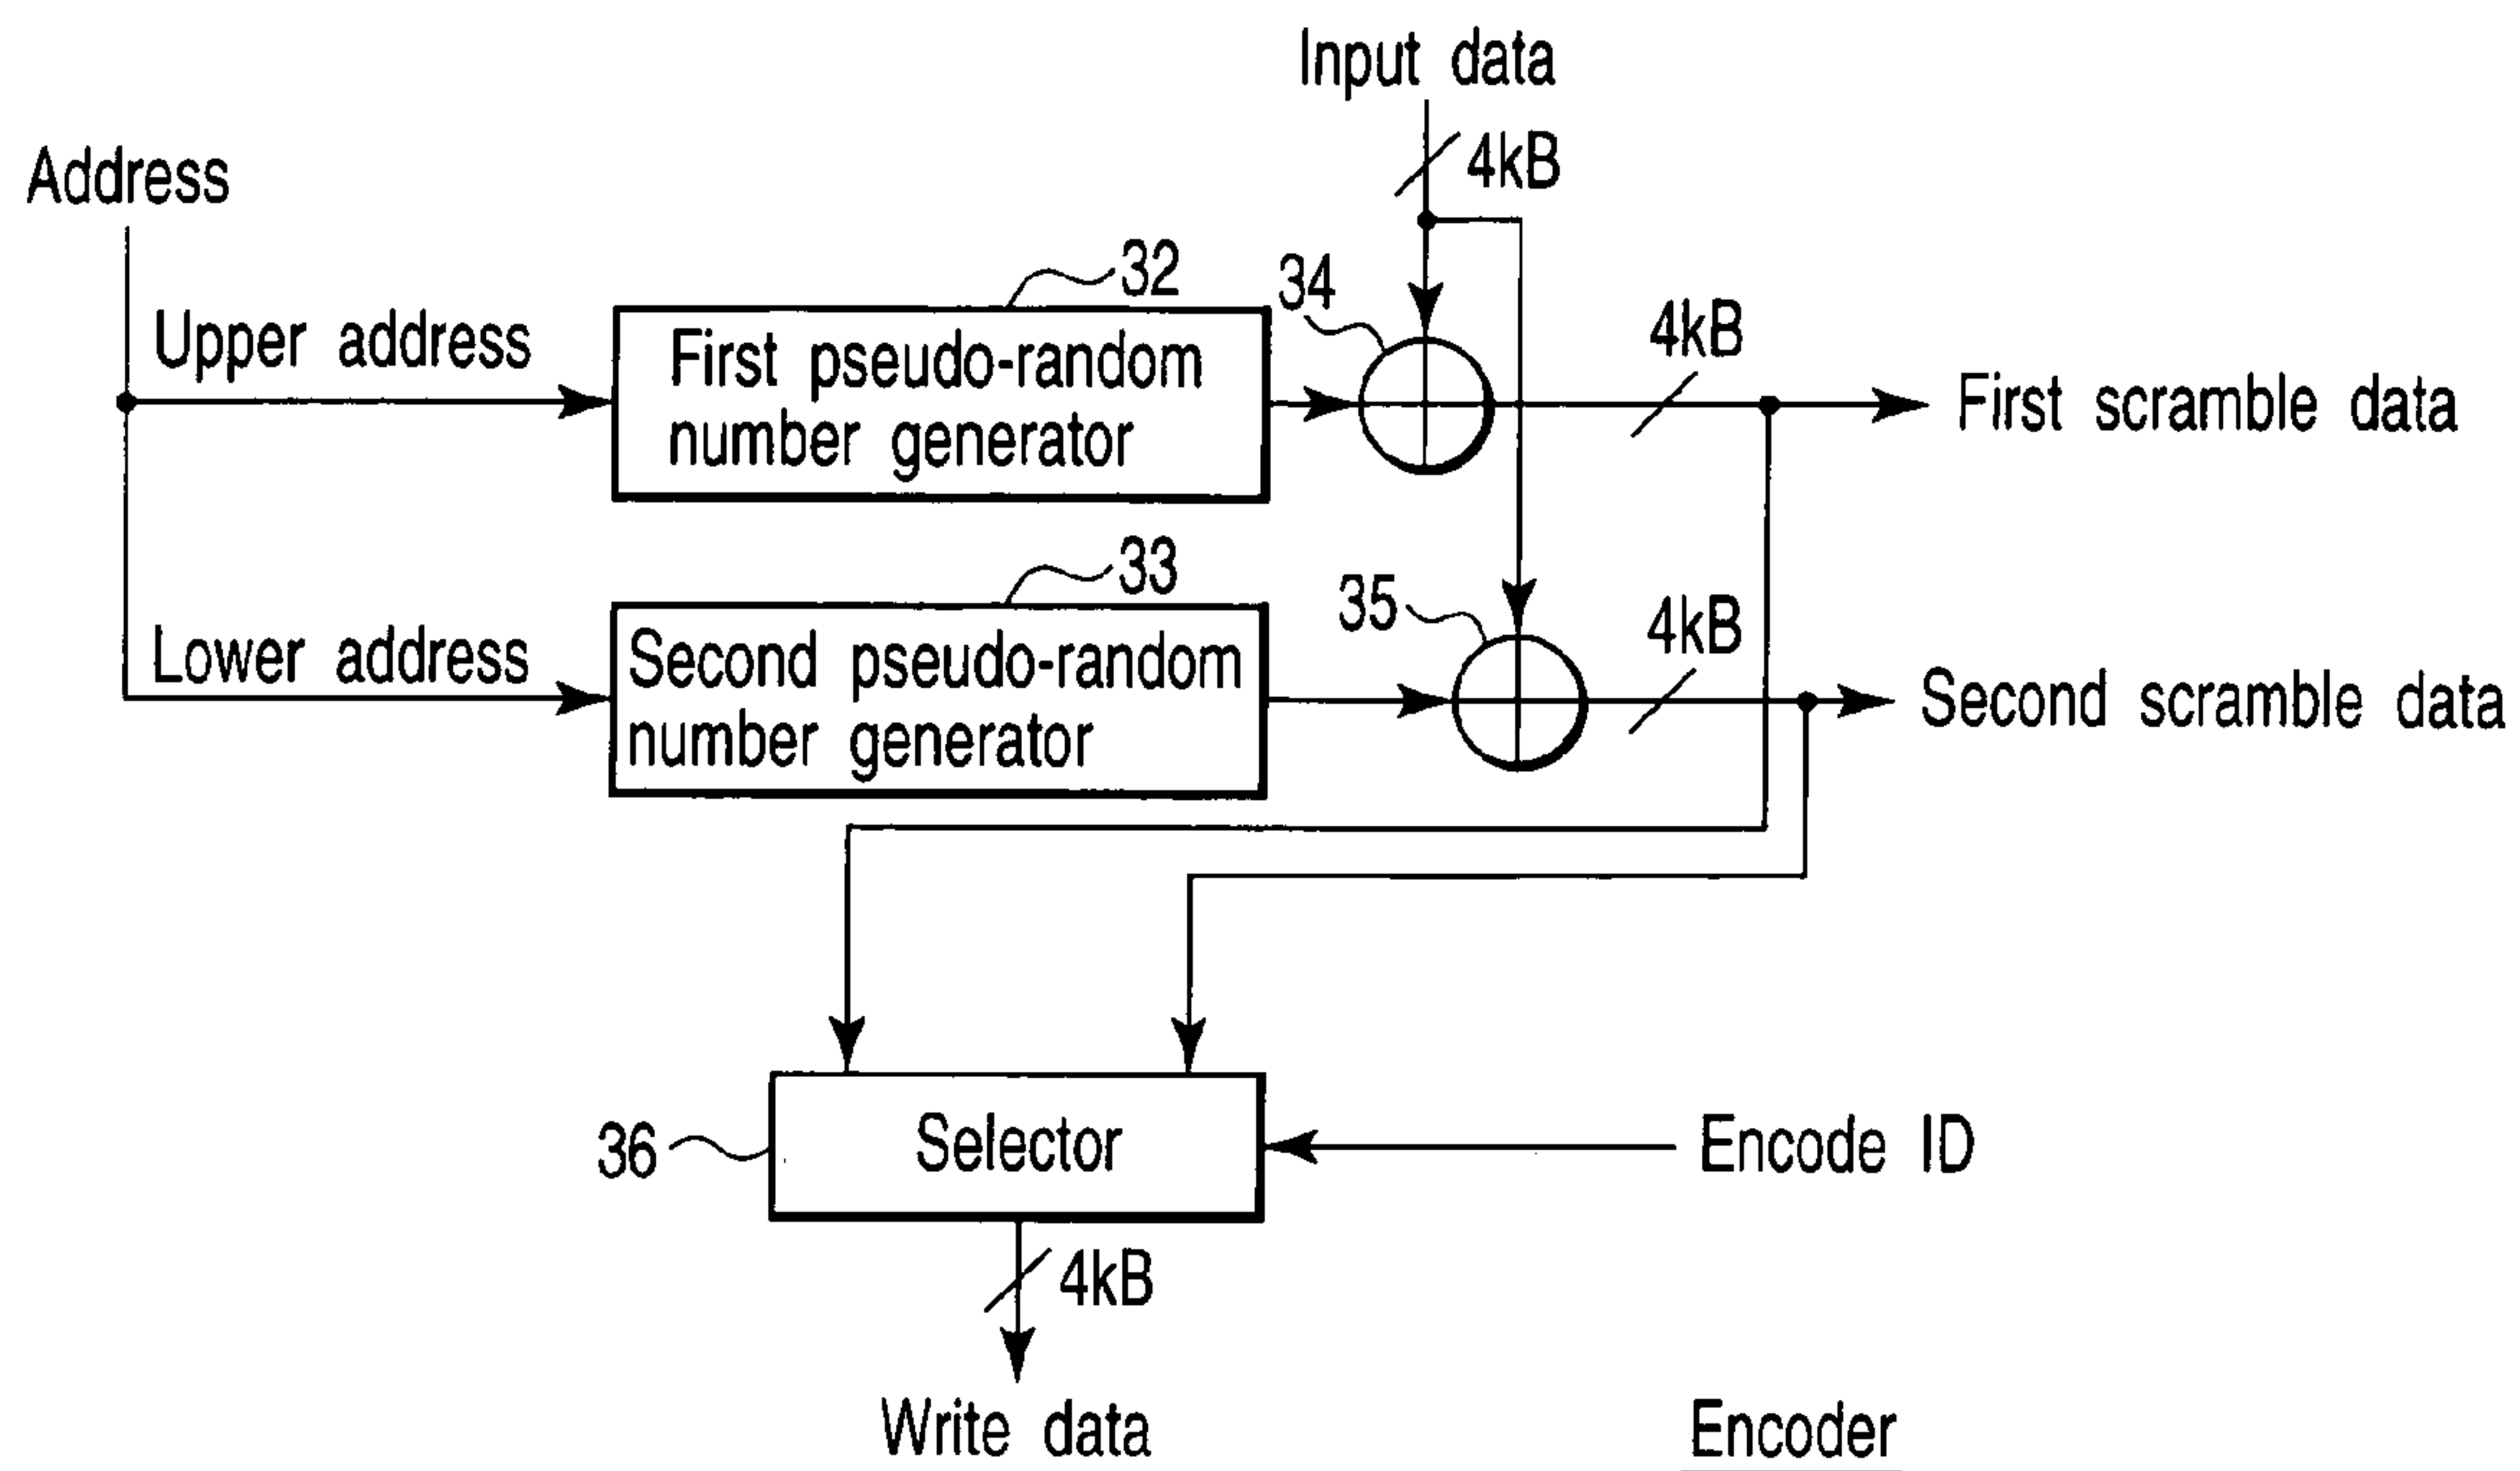 Input data
4kB
Address
32
34
Upper address
First pseudo-random
number generator
4kB
First scramble data
33
35
Lower address
Second pseudo-random
number generator
4kB
Second scramble data
36
Selector
Encode ID
4kB
Write data
Encoder